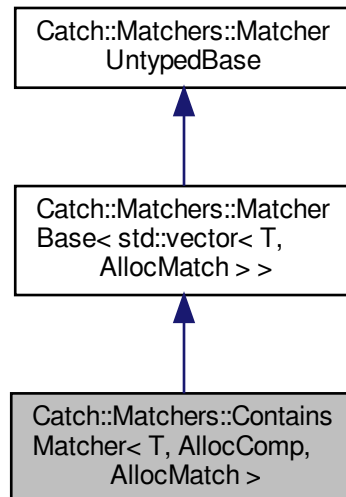 Catch::Matchers::Matcher
UntypedBase
Catch::Matchers::Matcher
Base< std::vector< T,
AllocMatch > >
Catch::Matchers::Contains
Matcher< T, AllocComp,
AllocMatch >